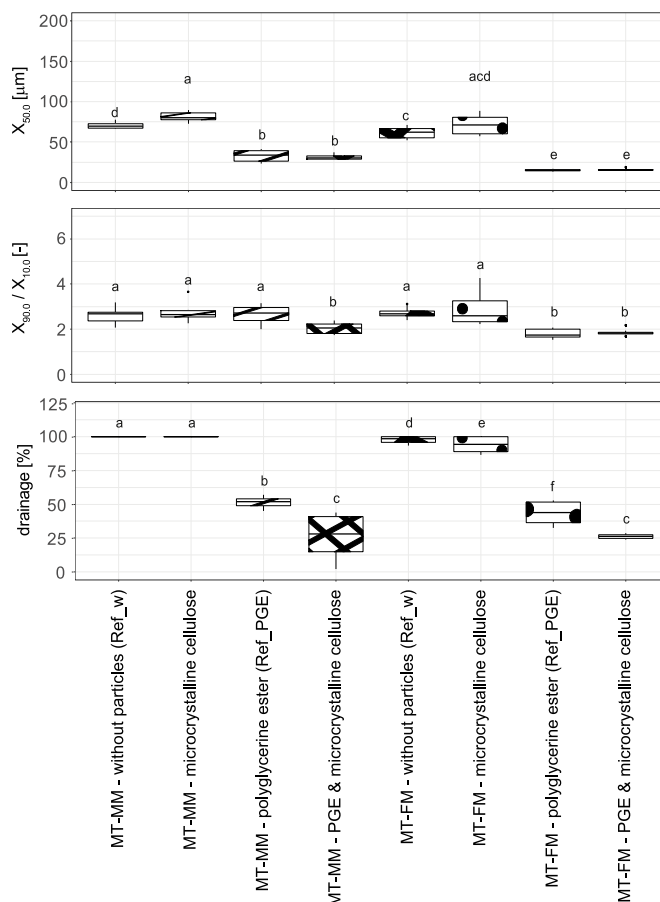 200
150
100
50
0
X50.0 [µm]
d
a
b
b
c
acd
e
e
6
4
2
0
X90.0 / X10.0 [-]
a
a
a
b
a
a
b
b
125
100
75
50
25
0
drainage [%]
a
a
b
c
d
e
f
c
MT-MM - without particles (Ref_w)
MT-MM - microcrystalline cellulose
MT-MM - polyglycerine ester (Ref_PGE)
MT-MM - PGE & microcrystalline cellulose
MT-FM - without particles (Ref_w)
MT-FM - microcrystalline cellulose
MT-FM - polyglycerine ester (Ref_PGE)
MT-FM - PGE & microcrystalline cellulose